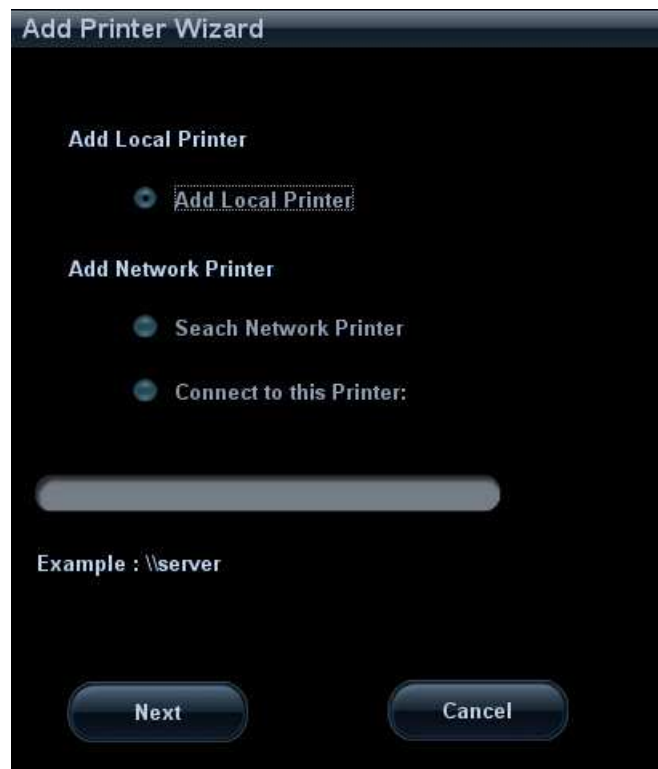 Add Printer Wizard
Add Local Printer
Add Local Printer
Add Network Printer
Seach Network Printer
Connect to this Printer:
Example : \\server
Next
Cancel